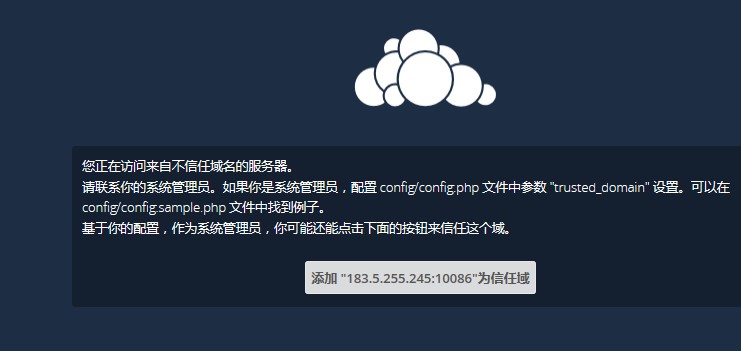 您正在访问来自不信任域名的服务器。
请联系你的系统管理员。如果你是系统管理员，配置 config/config.php 文件中参数 "trusted_domain" 设置。可以在
config/config.sample.php 文件中找到例子。
基于你的配置，作为系统管理员，你可能还能点击下面的按钮来信任这个域。
添加 "183.5.255.245:10086"为信任域